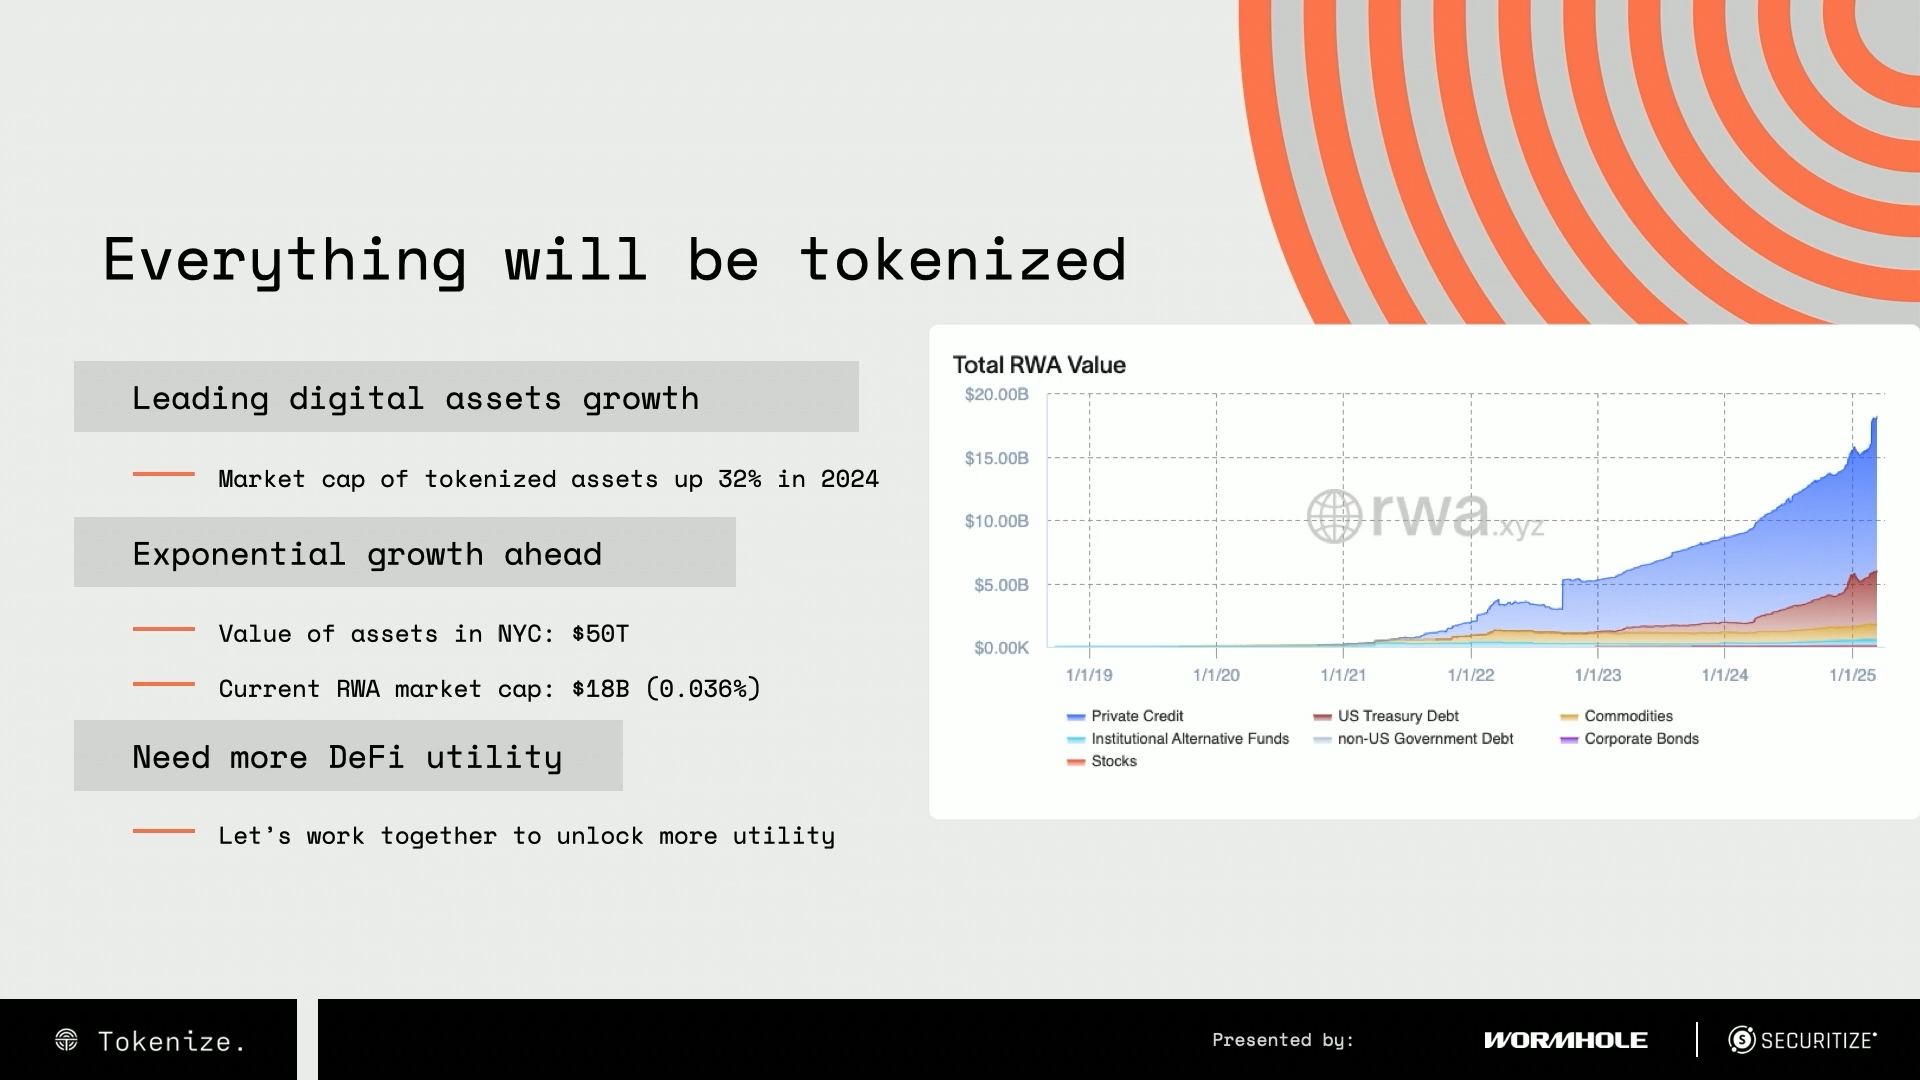 Everything will be tokenized
Leading digital assets growth
Market cap of tokenized assets up 32% in 2024
Exponential growth ahead
Value of assets in NYC: $50T
Current RWA market cap: $18B (0.036%)
Need more DeFi utility
Let’s work together to unlock more utility
Total RWA Value
$20.00B
$15.00B
$10.00B
$5.00B
$0.00K
rwa.xyz
1/1/19 1/1/20 1/1/21 1/1/22 1/1/23 1/1/24 1/1/25
Private Credit US Treasury Debt Commodities
Institutional Alternative Funds non-US Government Debt Corporate Bonds
Stocks
Tokenize.
Presented by: WORMHOLE SECURITIZE